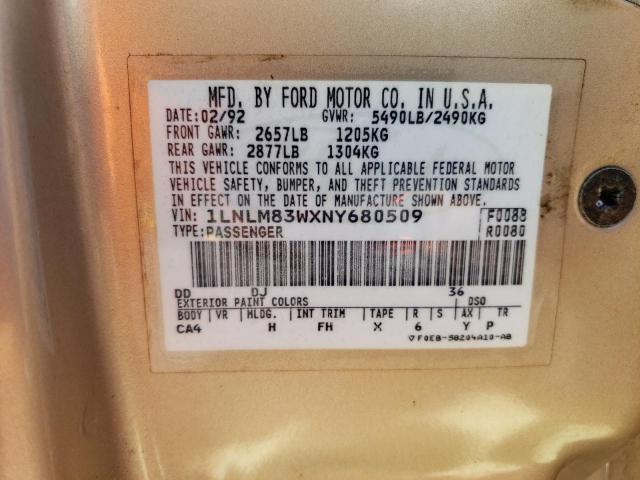 MFD. BY FORD MOTOR CO. IN U.S.A.
DATE: 02/92 GVWR: 5490LB/2490KG
FRONT GAWR: 2657LB 1205KG
REAR GAWR: 2877LB 1304KG
THIS VEHICLE CONFORMS TO ALL APPLICABLE FEDERAL MOTOR
VEHICLE SAFETY, BUMPER, AND THEFT PREVENTION STANDARDS
IN EFFECT ON THE DATE OF MANUFACTURE SHOWN ABOVE.
VIN: 1LNLM83WXNY680509 F0088
TYPE: PASSENGER R0080
DD DJ 36
EXTERIOR PAINT COLORS DSO
BODY VR MLDG. INT TRIM TAPE R S AX TR
CA4 H FH X 6 Y P
▽F0EB-58204A10-AB